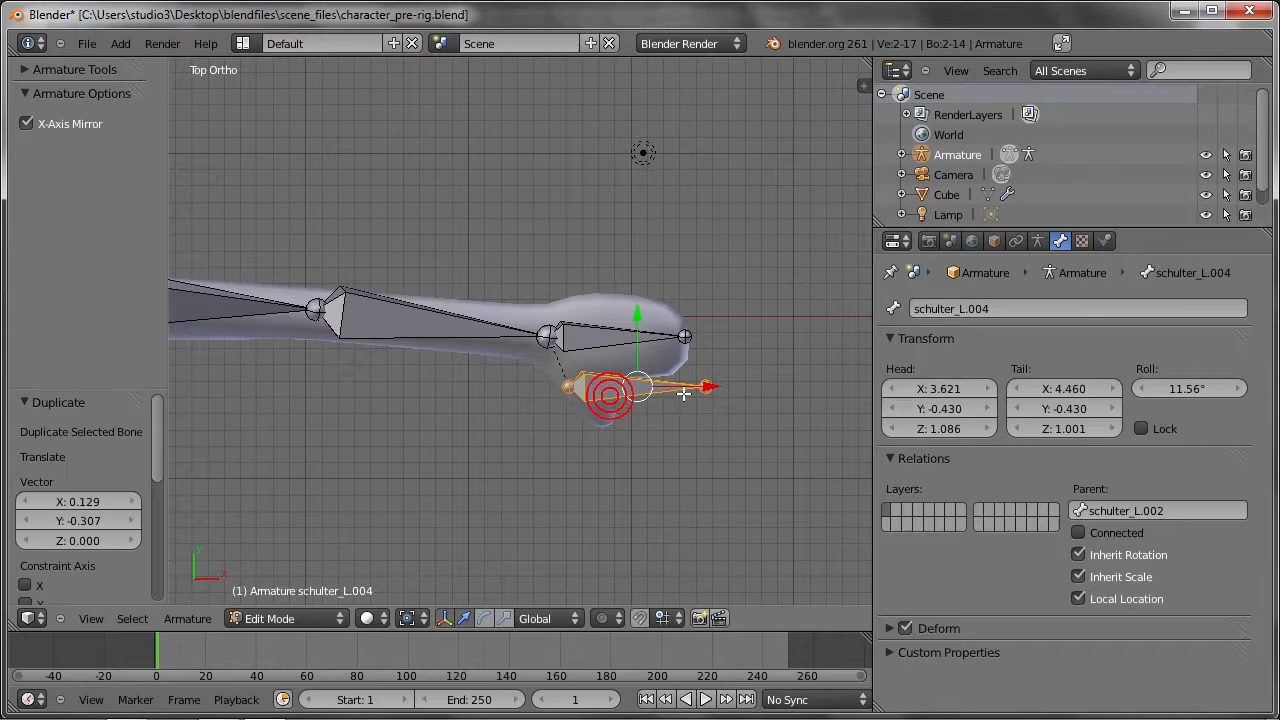 Blender* [C:\Users\studio3\Desktop\blendfiles\scene_files\character_pre-rig.blend]
File Add Render Help Default Scene Blender Render blender.org 261 | Ve:2-17 | Bo:2-14 | Armature
Armature Tools
Armature Options
X-Axis Mirror
Top Ortho
View Search All Scenes
Scene
RenderLayers
World
Armature
Camera
Cube
Lamp
Armature Armature schulter_L.004
schulter_L.004
Transform
Head: Tail: Roll:
X: 3.621 X: 4.460 11.56°
Y: -0.430 Y: -0.430
Z: 1.086 Z: 1.001 Lock
Relations
Layers: Parent:
schulter_L.002
Connected
Inherit Rotation
Inherit Scale
Local Location
Deform
Custom Properties
Duplicate
Duplicate Selected Bone
Translate
Vector
X: 0.129
Y: -0.307
Z: 0.000
Constraint Axis
X
y
x
(1) Armature schulter_L.004
View Select Armature Edit Mode Global
-40 -20 0 20 40 60 80 100 120 140 160 180 200 220 240 260
View Marker Frame Playback Start: 1 End: 250 1 No Sync